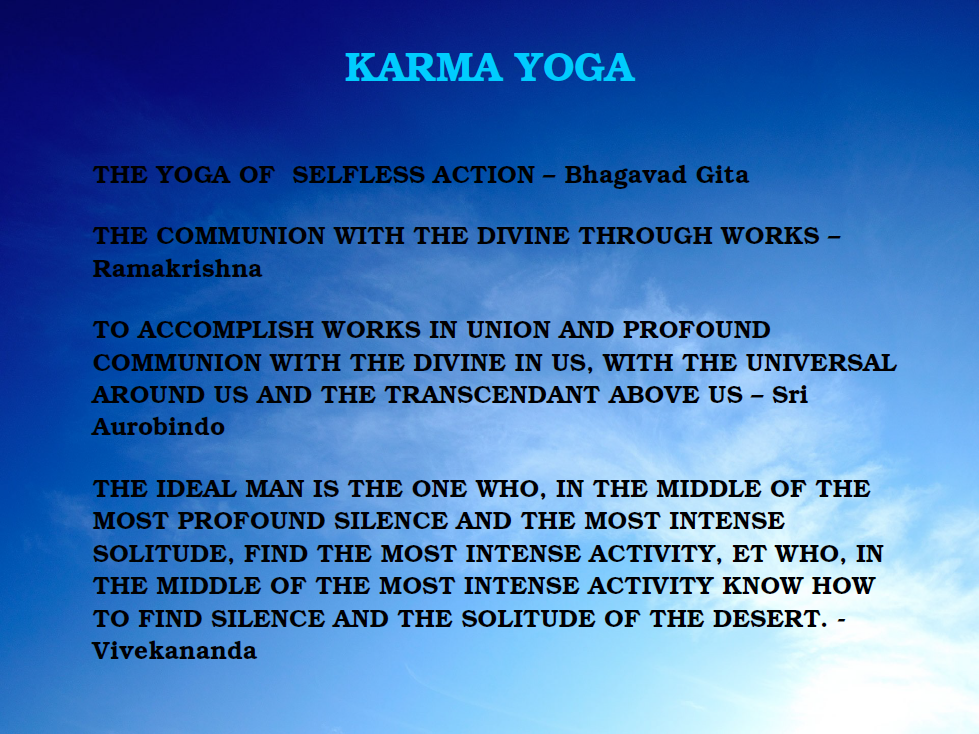 KARMA YOGA
THE YOGA OF  SELFLESS ACTION – Bhagavad Gita
THE COMMUNION WITH THE DIVINE THROUGH WORKS –
Ramakrishna
TO ACCOMPLISH WORKS IN UNION AND PROFOUND
COMMUNION WITH THE DIVINE IN US, WITH THE UNIVERSAL
AROUND US AND THE TRANSCENDANT ABOVE US – Sri
Aurobindo
THE IDEAL MAN IS THE ONE WHO, IN THE MIDDLE OF THE
MOST PROFOUND SILENCE AND THE MOST INTENSE
SOLITUDE, FIND THE MOST INTENSE ACTIVITY, ET WHO, IN
THE MIDDLE OF THE MOST INTENSE ACTIVITY KNOW HOW
TO FIND SILENCE AND THE SOLITUDE OF THE DESERT. -
Vivekananda